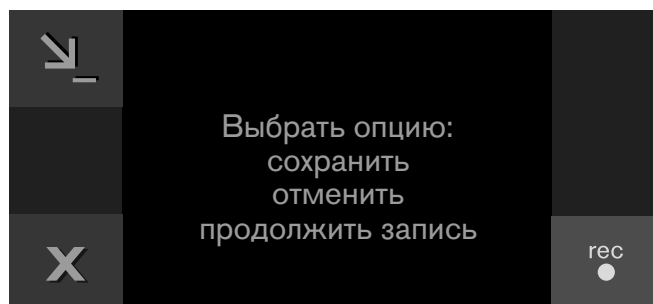 Выбрать опцию:
сохранить
отменить
продолжить запись
rec